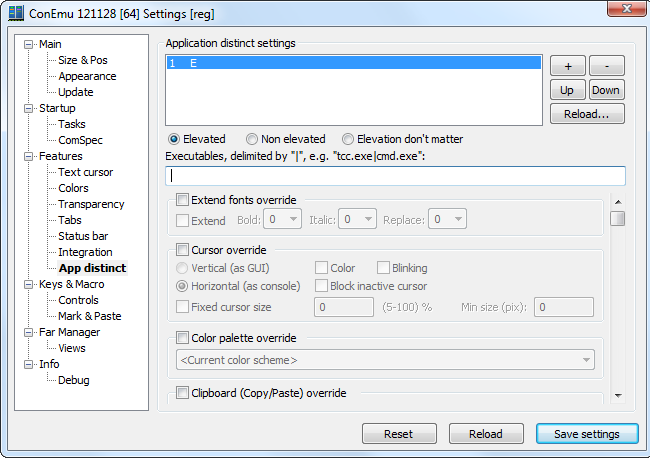 ConEmu 121128 [64] Settings [reg]
Main
Size & Pos
Appearance
Update
Startup
Tasks
ComSpec
Features
Text cursor
Colors
Transparency
Tabs
Status bar
Integration
App distinct
Keys & Macro
Controls
Mark & Paste
Far Manager
Views
Info
Debug
Application distinct settings
1 E
+ -
Up Down
Reload...
Elevated Non elevated Elevation don't matter
Executables, delimited by "|", e.g. "tcc.exe|cmd.exe":
Extend fonts override
Extend Bold: 0 Italic: 0 Replace: 0
Cursor override
Vertical (as GUI) Color Blinking
Horizontal (as console) Block inactive cursor
Fixed cursor size 0 (5-100) % Min size (pix): 0
Color palette override
<Current color scheme>
Clipboard (Copy/Paste) override
Reset Reload Save settings